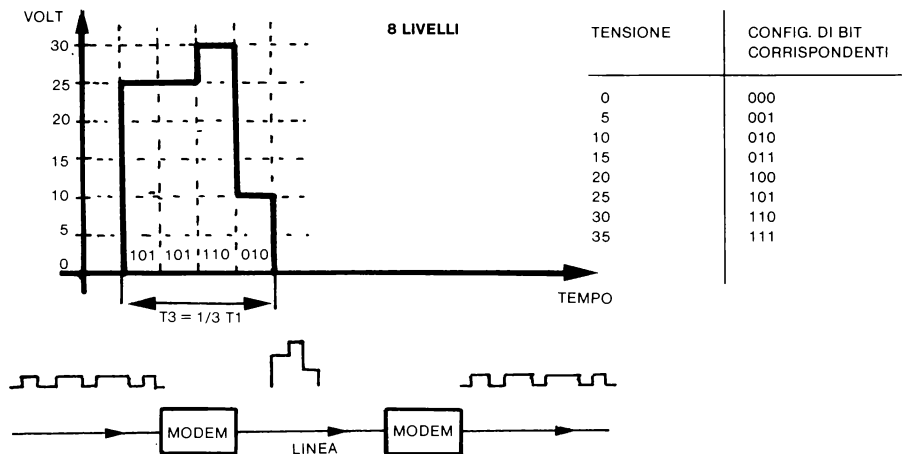 VOLT
8 LIVELLI
30
25
20
15
10
5
0
101 101 110 010
TEMPO
T3 = 1/3 T1
TENSIONE CONFIG. DI BIT
CORRISPONDENTI
0 000
5 001
10 010
15 011
20 100
25 101
30 110
35 111
MODEM
LINEA
MODEM